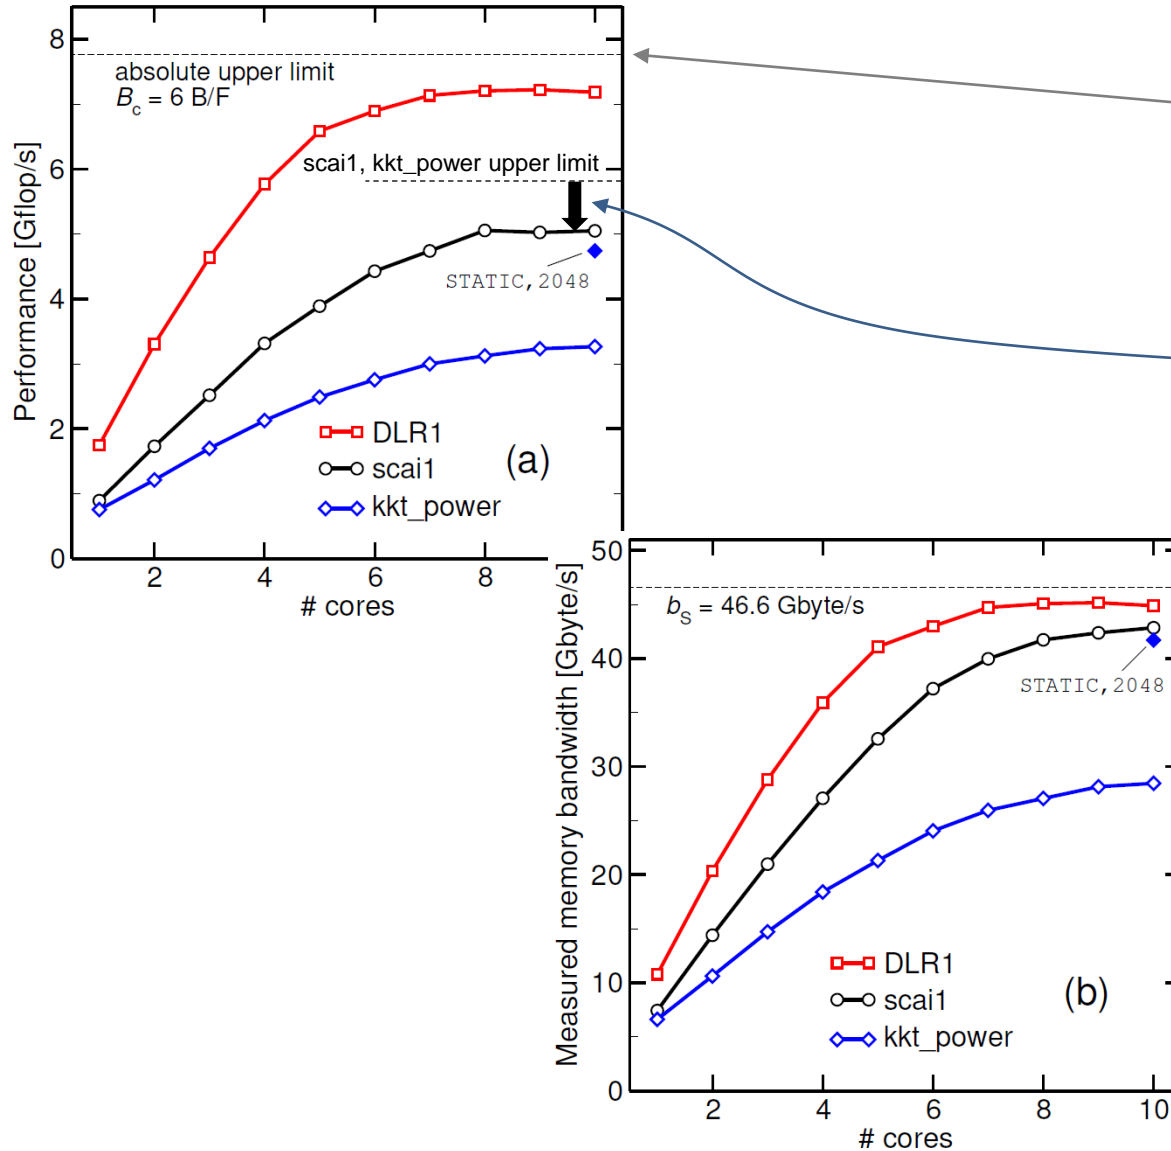 8
absolute upper limit
Bc = 6 B/F
scai1, kkt_power upper limit
6
STATIC,2048
4
Performance [Gflop/s]
2
DLR1
scai1
kkt_power
(a)
0
2 4 6 8
# cores
50
bS = 46.6 Gbyte/s
40
STATIC,2048
30
Measured memory bandwidth [Gbyte/s]
20
10
DLR1
scai1
kkt_power
(b)
0
2 4 6 8 10
# cores